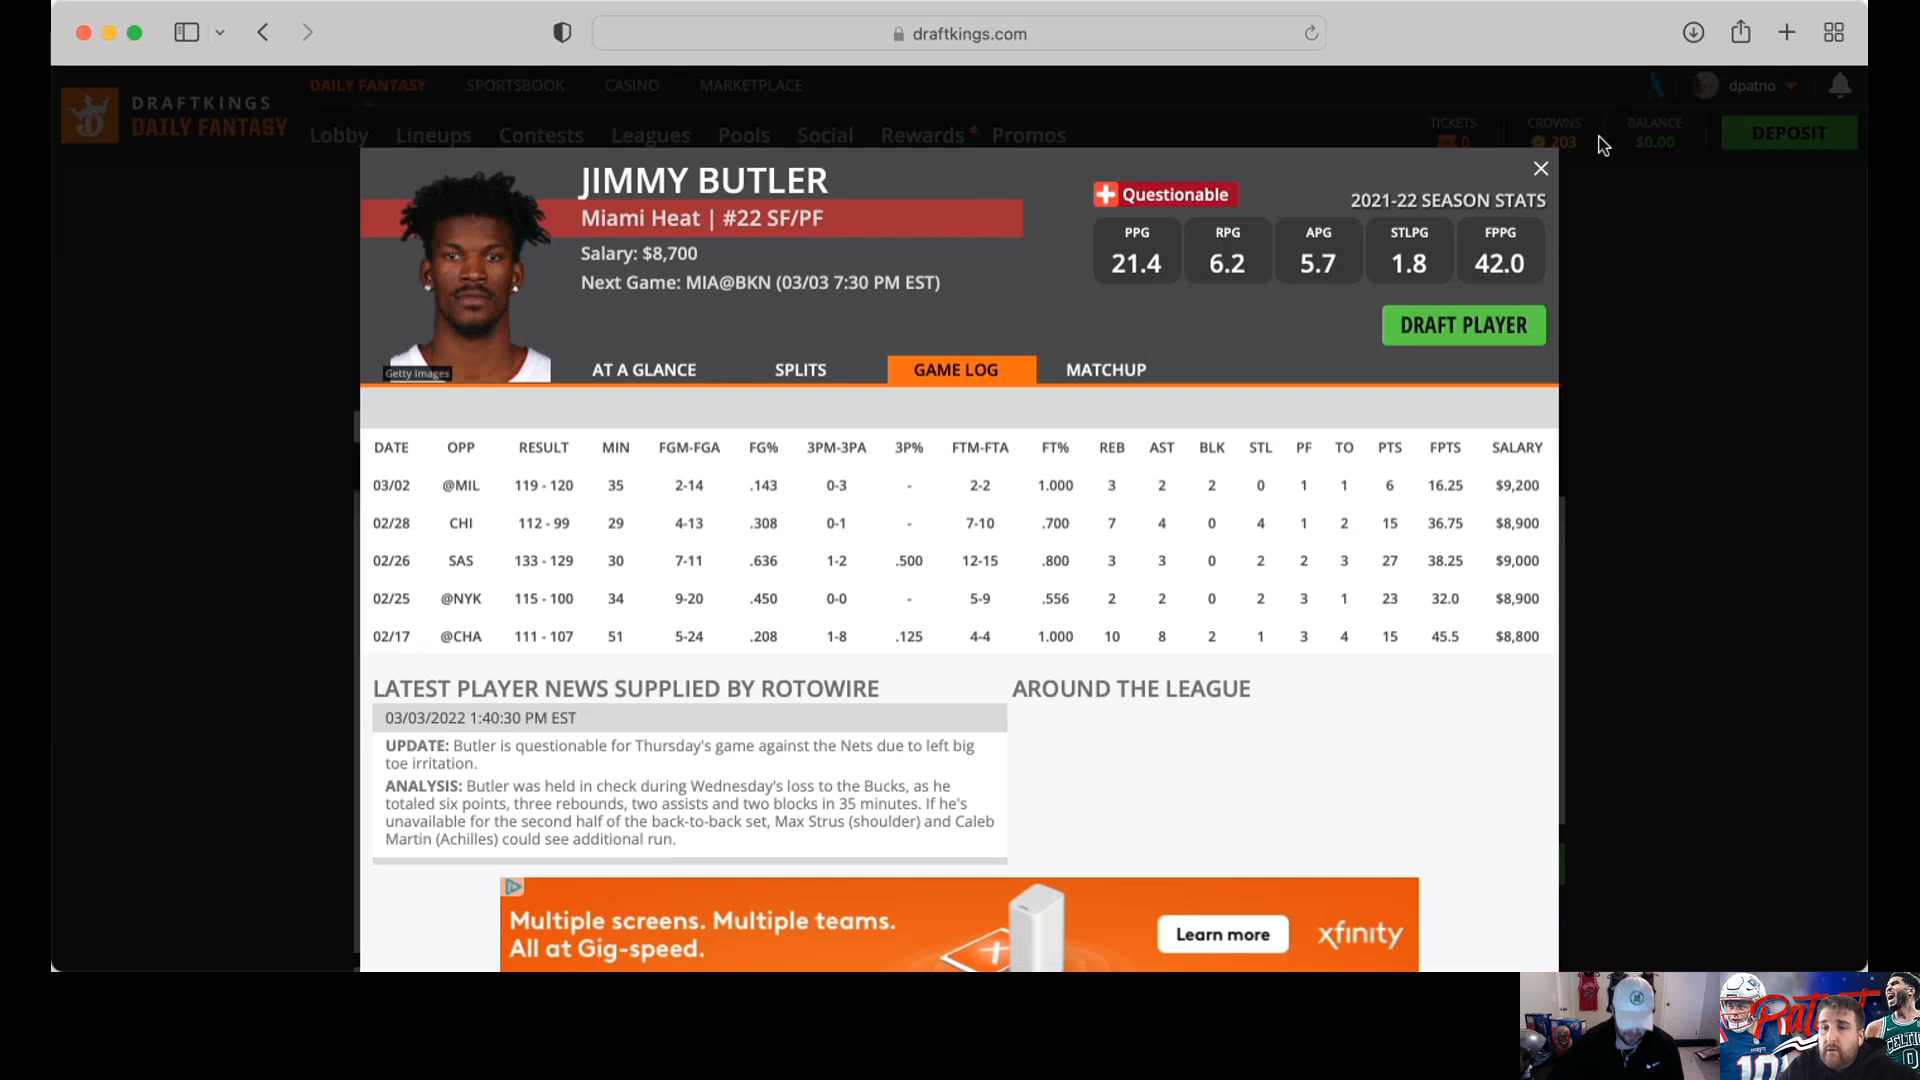 draftkings.com
DRAFTKINGS
DAILY FANTASY
DAILY FANTASY SPORTSBOOK CASINO MARKETPLACE
dpatno
Lobby Lineups Contests Leagues Pools Social Rewards Promos
TICKETS CROWNS BALANCE
0 203 $0.00
DEPOSIT
JIMMY BUTLER
Miami Heat | #22 SF/PF
Salary: $8,700
Next Game: MIA@BKN (03/03 7:30 PM EST)
Questionable
2021-22 SEASON STATS
PPG RPG APG STLPG FPPG
21.4 6.2 5.7 1.8 42.0
DRAFT PLAYER
Getty Images
AT A GLANCE SPLITS GAME LOG MATCHUP
DATE OPP RESULT MIN FGM-FGA FG% 3PM-3PA 3P% FTM-FTA FT% REB AST BLK STL PF TO PTS FPTS SALARY
03/02 @MIL 119 - 120 35 2-14 .143 0-3 - 2-2 1.000 3 2 2 0 1 1 6 16.25 $9,200
02/28 CHI 112 - 99 29 4-13 .308 0-1 - 7-10 .700 7 4 0 4 1 2 15 36.75 $8,900
02/26 SAS 133 - 129 30 7-11 .636 1-2 .500 12-15 .800 3 3 0 2 2 3 27 38.25 $9,000
02/25 @NYK 115 - 100 34 9-20 .450 0-0 - 5-9 .556 2 2 0 2 3 1 23 32.0 $8,900
02/17 @CHA 111 - 107 51 5-24 .208 1-8 .125 4-4 1.000 10 8 2 1 3 4 15 45.5 $8,800
LATEST PLAYER NEWS SUPPLIED BY ROTOWIRE
AROUND THE LEAGUE
03/03/2022 1:40:30 PM EST
UPDATE: Butler is questionable for Thursday's game against the Nets due to left big
toe irritation.
ANALYSIS: Butler was held in check during Wednesday's loss to the Bucks, as he
totaled six points, three rebounds, two assists and two blocks in 35 minutes. If he's
unavailable for the second half of the back-to-back set, Max Strus (shoulder) and Caleb
Martin (Achilles) could see additional run.
Multiple screens. Multiple teams.
All at Gig-speed.
Learn more
xfinity